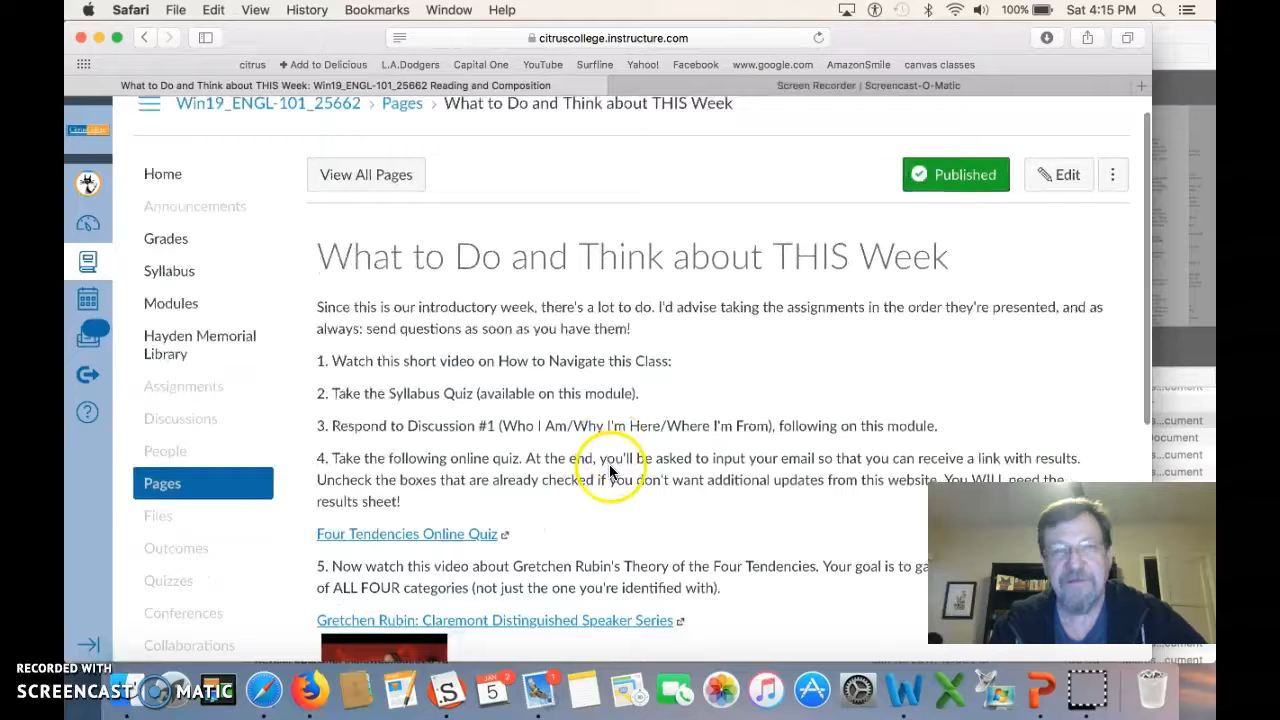 Safari File Edit View History Bookmarks Window Help 100% Sat 4:15 PM
citruscollege.instructure.com
citrus + Add to Delicious L.A.Dodgers Capital One YouTube Surfline Yahoo! Facebook www.google.com AmazonSmile canvas classes
What to Do and Think about THIS Week: Win19_ENGL-101_25662 Reading and Composition Screen Recorder | Screencast-O-Matic
Win19_ENGL-101_25662 › Pages › What to Do and Think about THIS Week
Home
Announcements
Grades
Syllabus
Modules
Hayden Memorial
Library
Assignments
Discussions
People
Pages
Files
Outcomes
Quizzes
Conferences
Collaborations
View All Pages Published Edit
What to Do and Think about THIS Week
Since this is our introductory week, there's a lot to do. I'd advise taking the assignments in the order they're presented, and as
always: send questions as soon as you have them!
1. Watch this short video on How to Navigate this Class:
2. Take the Syllabus Quiz (available on this module).
3. Respond to Discussion #1 (Who I Am/Why I'm Here/Where I'm From), following on this module.
4. Take the following online quiz. At the end, you'll be asked to input your email so that you can receive a link with results.
Uncheck the boxes that are already checked if you don't want additional updates from this website. You WILL need the
results sheet!
Four Tendencies Online Quiz
5. Now watch this video about Gretchen Rubin's Theory of the Four Tendencies. Your goal is to
of ALL FOUR categories (not just the one you're identified with).
Gretchen Rubin: Claremont Distinguished Speaker Series
...cument
...cument
Document
...cument
...cument
RECORDED WITH
SCREENCAST MATIC
JAN
5
2
1